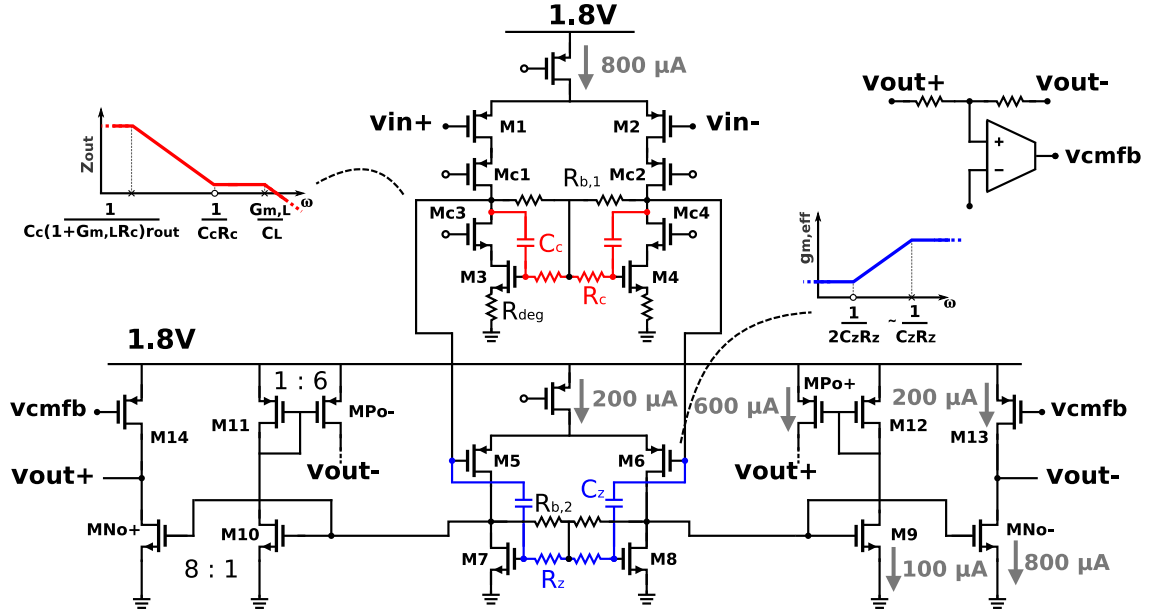 1.8V
800 μA
vin+
M1
M2
vin-
Mc1
Mc2
Rb,1
Mc3
Mc4
Cc
M3
M4
Rc
Rdeg
Zout
ω
1
Cc(1+Gm,LRc)rout
1
CcRc
Gm,L
CL
vout+
vout-
+
−
vcmfb
gm,eff
ω
1
2CzRz
~
1
CzRz
1.8V
1 : 6
vcmfb
M14
M11
MPo-
200 μA
600 μA
MPo+
M12
200 μA
M13
vcmfb
vout+
vout-
M5
M6
vout+
vout-
Rb,2
Cz
MNo+
M10
M7
M8
M9
MNo-
8 : 1
Rz
100 μA
800 μA